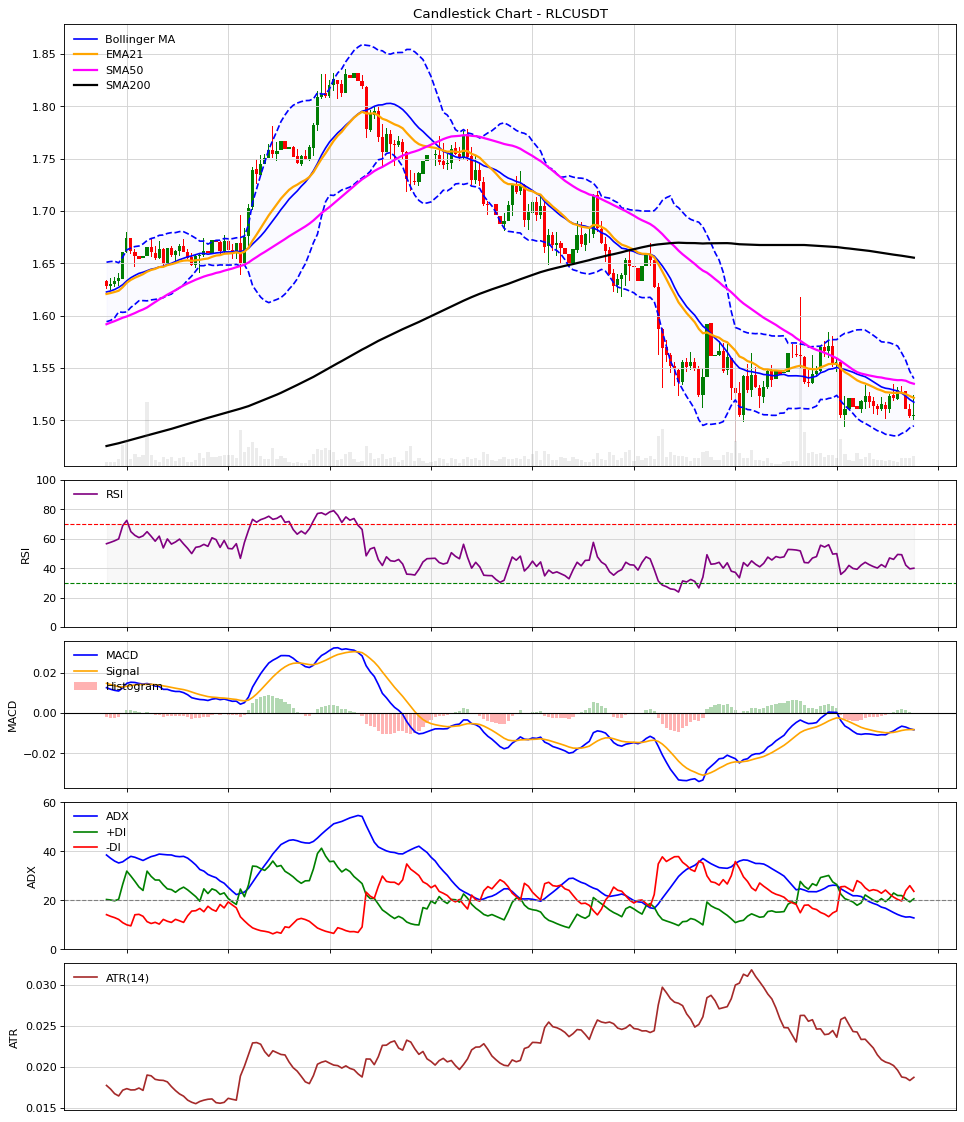 Candlestick Chart - RLCUSDT
Bollinger MA
EMA21
SMA50
SMA200
1.85
1.80
1.75
1.70
1.65
1.60
1.55
1.50
RSI
100
80
60
40
20
0
RSI
MACD
Signal
Histogram
0.02
0.00
−0.02
MACD
ADX
+DI
-DI
60
40
20
0
ADX
ATR(14)
0.030
0.025
0.020
0.015
ATR